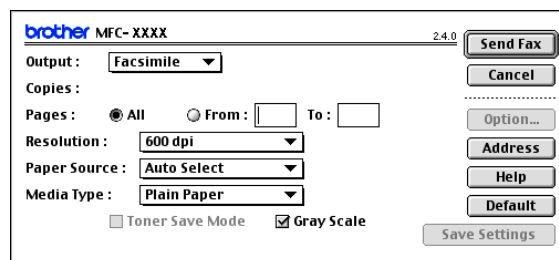 brother MFC-XXXX 2.4.0
Send Fax
Output : Facsimile
Cancel
Copies :
Pages : All From : To :
Option...
Resolution : 600 dpi
Address
Paper Source : Auto Select
Help
Media Type : Plain Paper
Default
Toner Save Mode Gray Scale
Save Settings